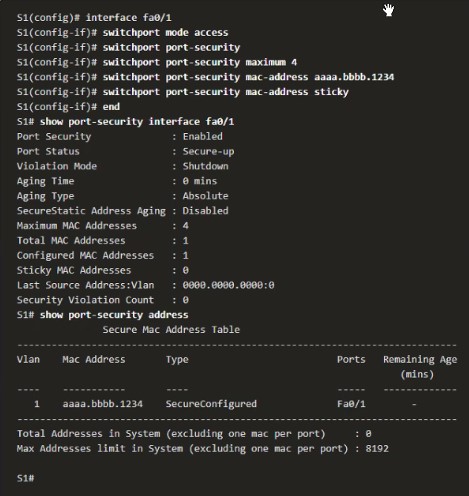 S1(config)# interface fa0/1
S1(config-if)# switchport mode access
S1(config-if)# switchport port-security
S1(config-if)# switchport port-security maximum 4
S1(config-if)# switchport port-security mac-address aaaa.bbbb.1234
S1(config-if)# switchport port-security mac-address sticky
S1(config-if)# end
S1# show port-security interface fa0/1
Port Security : Enabled
Port Status : Secure-up
Violation Mode : Shutdown
Aging Time : 0 mins
Aging Type : Absolute
SecureStatic Address Aging : Disabled
Maximum MAC Addresses : 4
Total MAC Addresses : 1
Configured MAC Addresses : 1
Sticky MAC Addresses : 0
Last Source Address:Vlan : 0000.0000.0000:0
Security Violation Count : 0
S1# show port-security address
Secure Mac Address Table
-----------------------------------------------------------------------------
Vlan Mac Address Type Ports Remaining Age
(mins)
---- ----------- ---- ----- -------------
1 aaaa.bbbb.1234 SecureConfigured Fa0/1 -
-----------------------------------------------------------------------------
Total Addresses in System (excluding one mac per port) : 0
Max Addresses limit in System (excluding one mac per port) : 8192
S1#